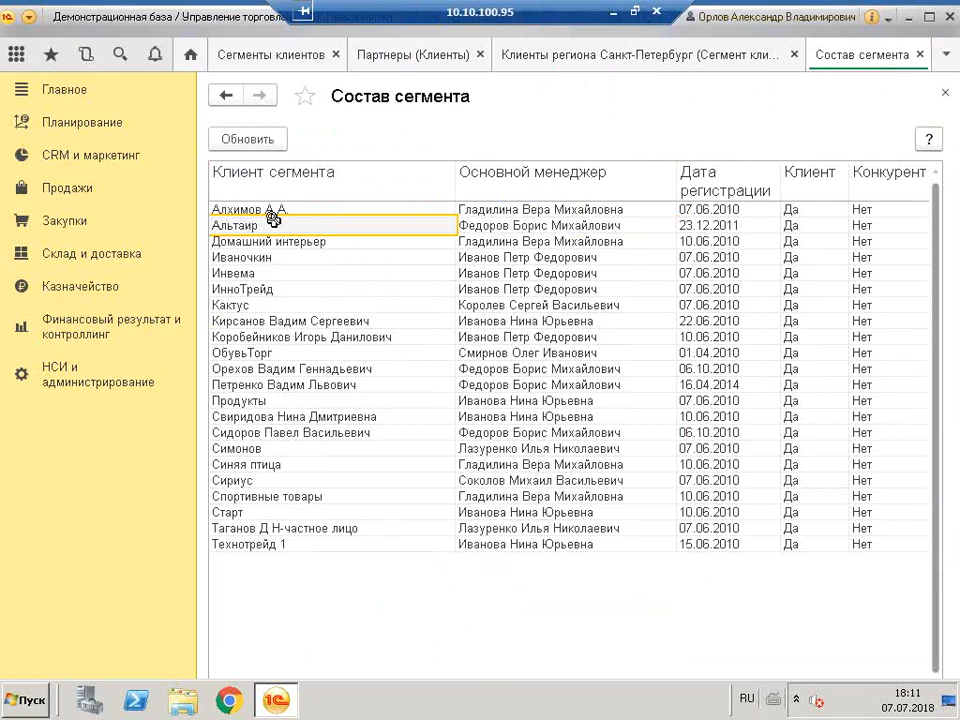 Демонстрационная база / Управление торговл
10.10.100.95
Орлов Александр Владимирович
Сегменты клиентов
Партнеры (Клиенты)
Клиенты региона Санкт-Петербург (Сегмент кли...
Состав сегмента
Главное
Планирование
CRM и маркетинг
Продажи
Закупки
Склад и доставка
Казначейство
Финансовый результат и
контроллинг
НСИ и
администрирование
Состав сегмента
Обновить
?
Клиент сегмента Основной менеджер Дата регистрации Клиент Конкурент
Алхимов А.А. Гладилина Вера Михайловна 07.06.2010 Да Нет
Альтаир Федоров Борис Михайлович 23.12.2011 Да Нет
Домашний интерьер Гладилина Вера Михайловна 10.06.2010 Да Нет
Иваночкин Иванов Петр Федорович 07.06.2010 Да Нет
Инвема Иванов Петр Федорович 07.06.2010 Да Нет
ИнноТрейд Иванов Петр Федорович 07.06.2010 Да Нет
Кактус Королев Сергей Васильевич 07.06.2010 Да Нет
Кирсанов Вадим Сергеевич Иванова Нина Юрьевна 22.06.2010 Да Нет
Коробейников Игорь Данилович Иванов Петр Федорович 10.06.2010 Да Нет
ОбувьТорг Смирнов Олег Иванович 01.04.2010 Да Нет
Орехов Вадим Геннадьевич Федоров Борис Михайлович 06.10.2010 Да Нет
Петренко Вадим Львович Федоров Борис Михайлович 16.04.2014 Да Нет
Продукты Иванова Нина Юрьевна 07.06.2010 Да Нет
Свиридова Нина Дмитриевна Иванова Нина Юрьевна 10.06.2010 Да Нет
Сидоров Павел Васильевич Федоров Борис Михайлович 06.10.2010 Да Нет
Симонов Лазуренко Илья Николаевич 07.06.2010 Да Нет
Синяя птица Гладилина Вера Михайловна 10.06.2010 Да Нет
Сириус Соколов Михаил Васильевич 07.06.2010 Да Нет
Спортивные товары Гладилина Вера Михайловна 10.06.2010 Да Нет
Старт Иванова Нина Юрьевна 10.06.2010 Да Нет
Таганов Д Н-частное лицо Лазуренко Илья Николаевич 07.06.2010 Да Нет
Технотрейд 1 Иванова Нина Юрьевна 15.06.2010 Да Нет
Пуск
RU
18:11
07.07.2018